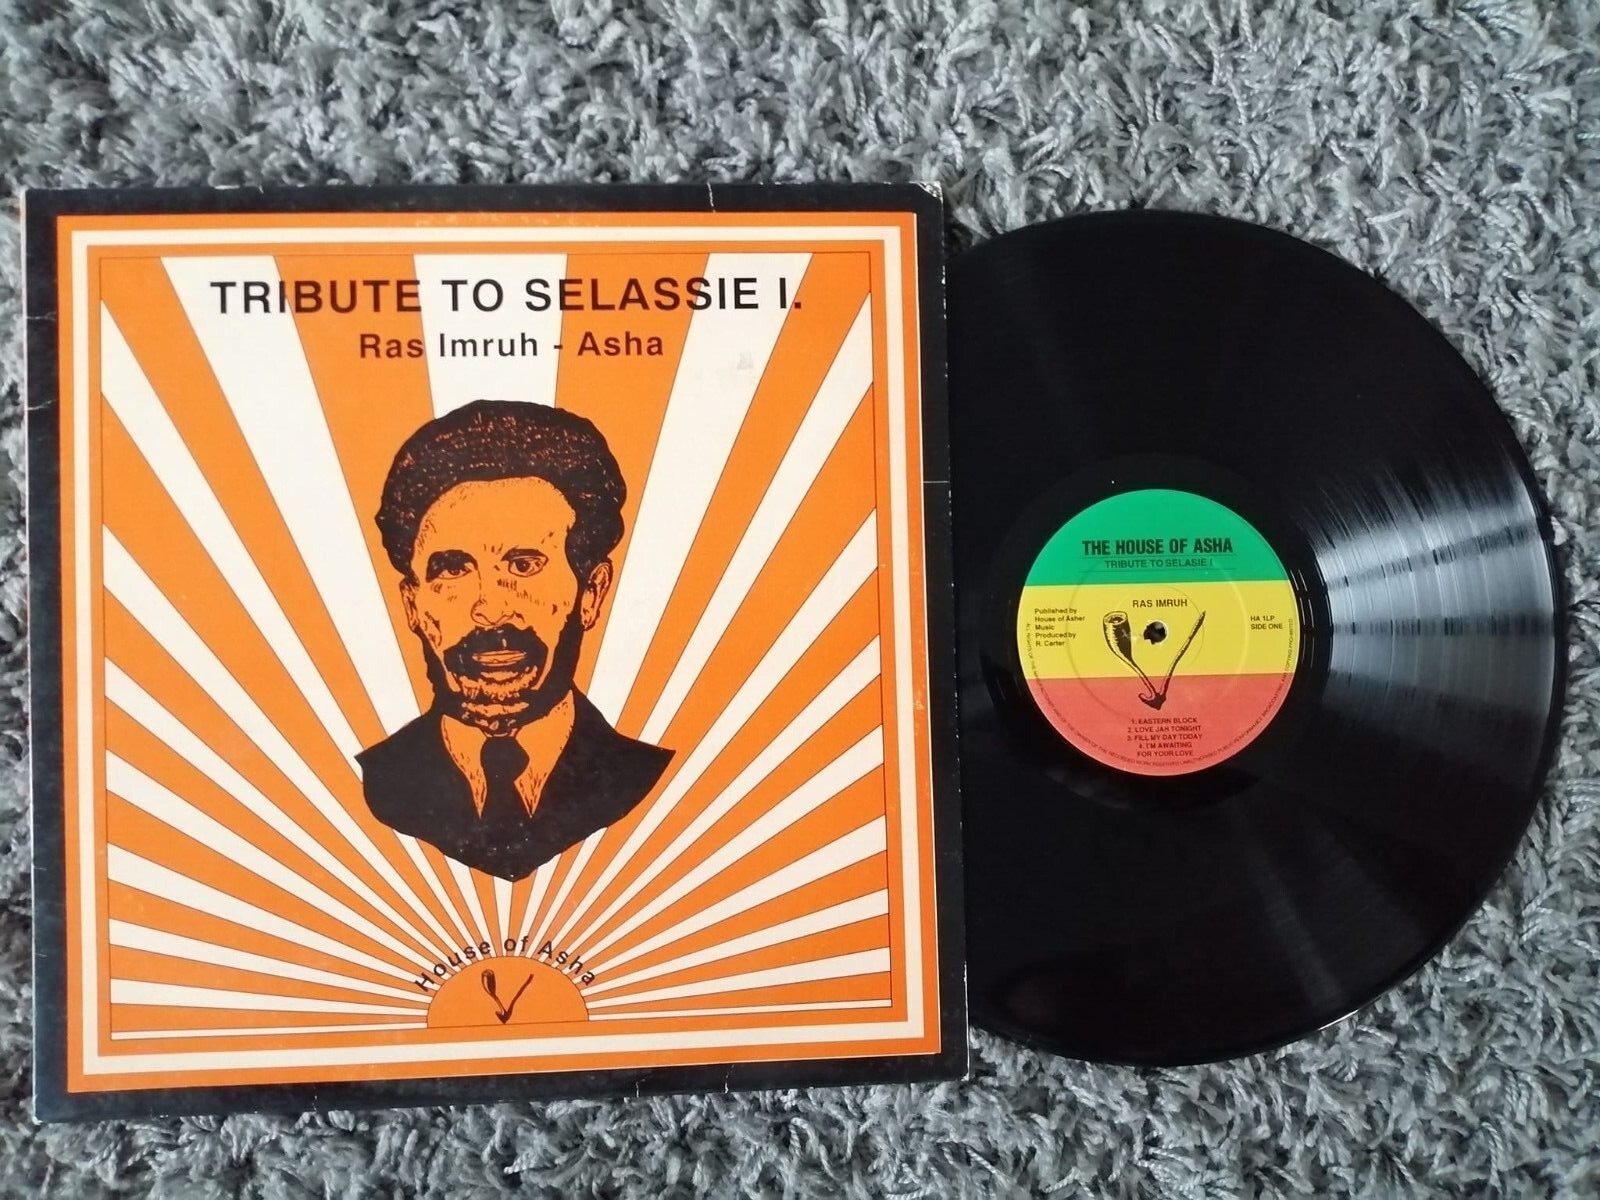 TRIBUTE TO SELASSIE I.
Ras Imruh - Asha
House of Asha
THE HOUSE OF ASHA
TRIBUTE TO SELASIE I
RAS IMRUH
Published by
House of Asher
Music
Produced by
R. Carter
HA 1LP
SIDE ONE
1. EASTERN BLOCK
2. LOVE JAH TONIGHT
3. FILL MY DAY TODAY
4. I'M AWAITING
FOR YOUR LOVE